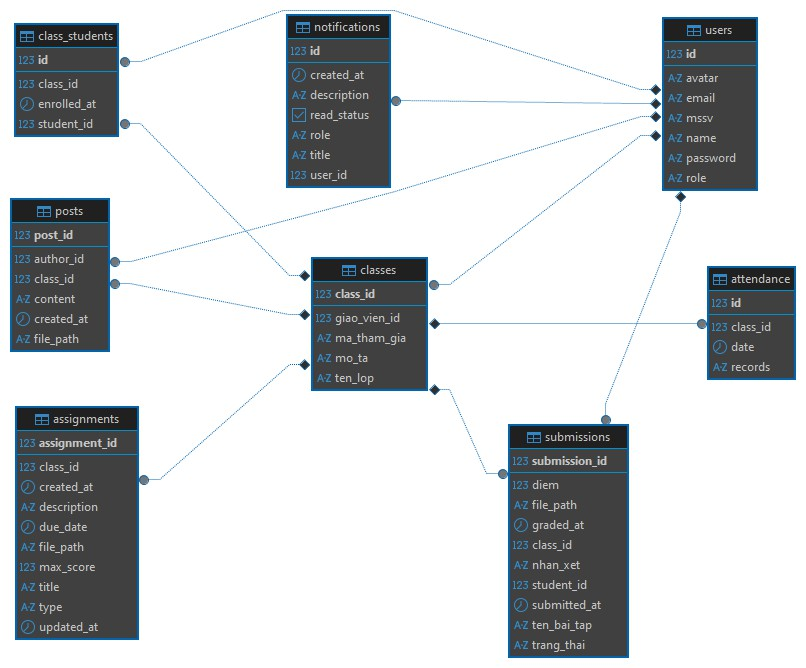 class_students
123 id
123 class_id
enrolled_at
123 student_id
notifications
123 id
created_at
A-Z description
read_status
A-Z role
A-Z title
123 user_id
users
123 id
A-Z avatar
A-Z email
A-Z mssv
A-Z name
A-Z password
A-Z role
posts
123 post_id
123 author_id
123 class_id
A-Z content
created_at
A-Z file_path
classes
123 class_id
123 giao_vien_id
A-Z ma_tham_gia
A-Z mo_ta
A-Z ten_lop
attendance
123 id
123 class_id
date
A-Z records
assignments
123 assignment_id
123 class_id
created_at
A-Z description
due_date
A-Z file_path
123 max_score
A-Z title
A-Z type
updated_at
submissions
123 submission_id
123 diem
A-Z file_path
graded_at
123 class_id
A-Z nhan_xet
123 student_id
submitted_at
A-Z ten_bai_tap
A-Z trang_thai